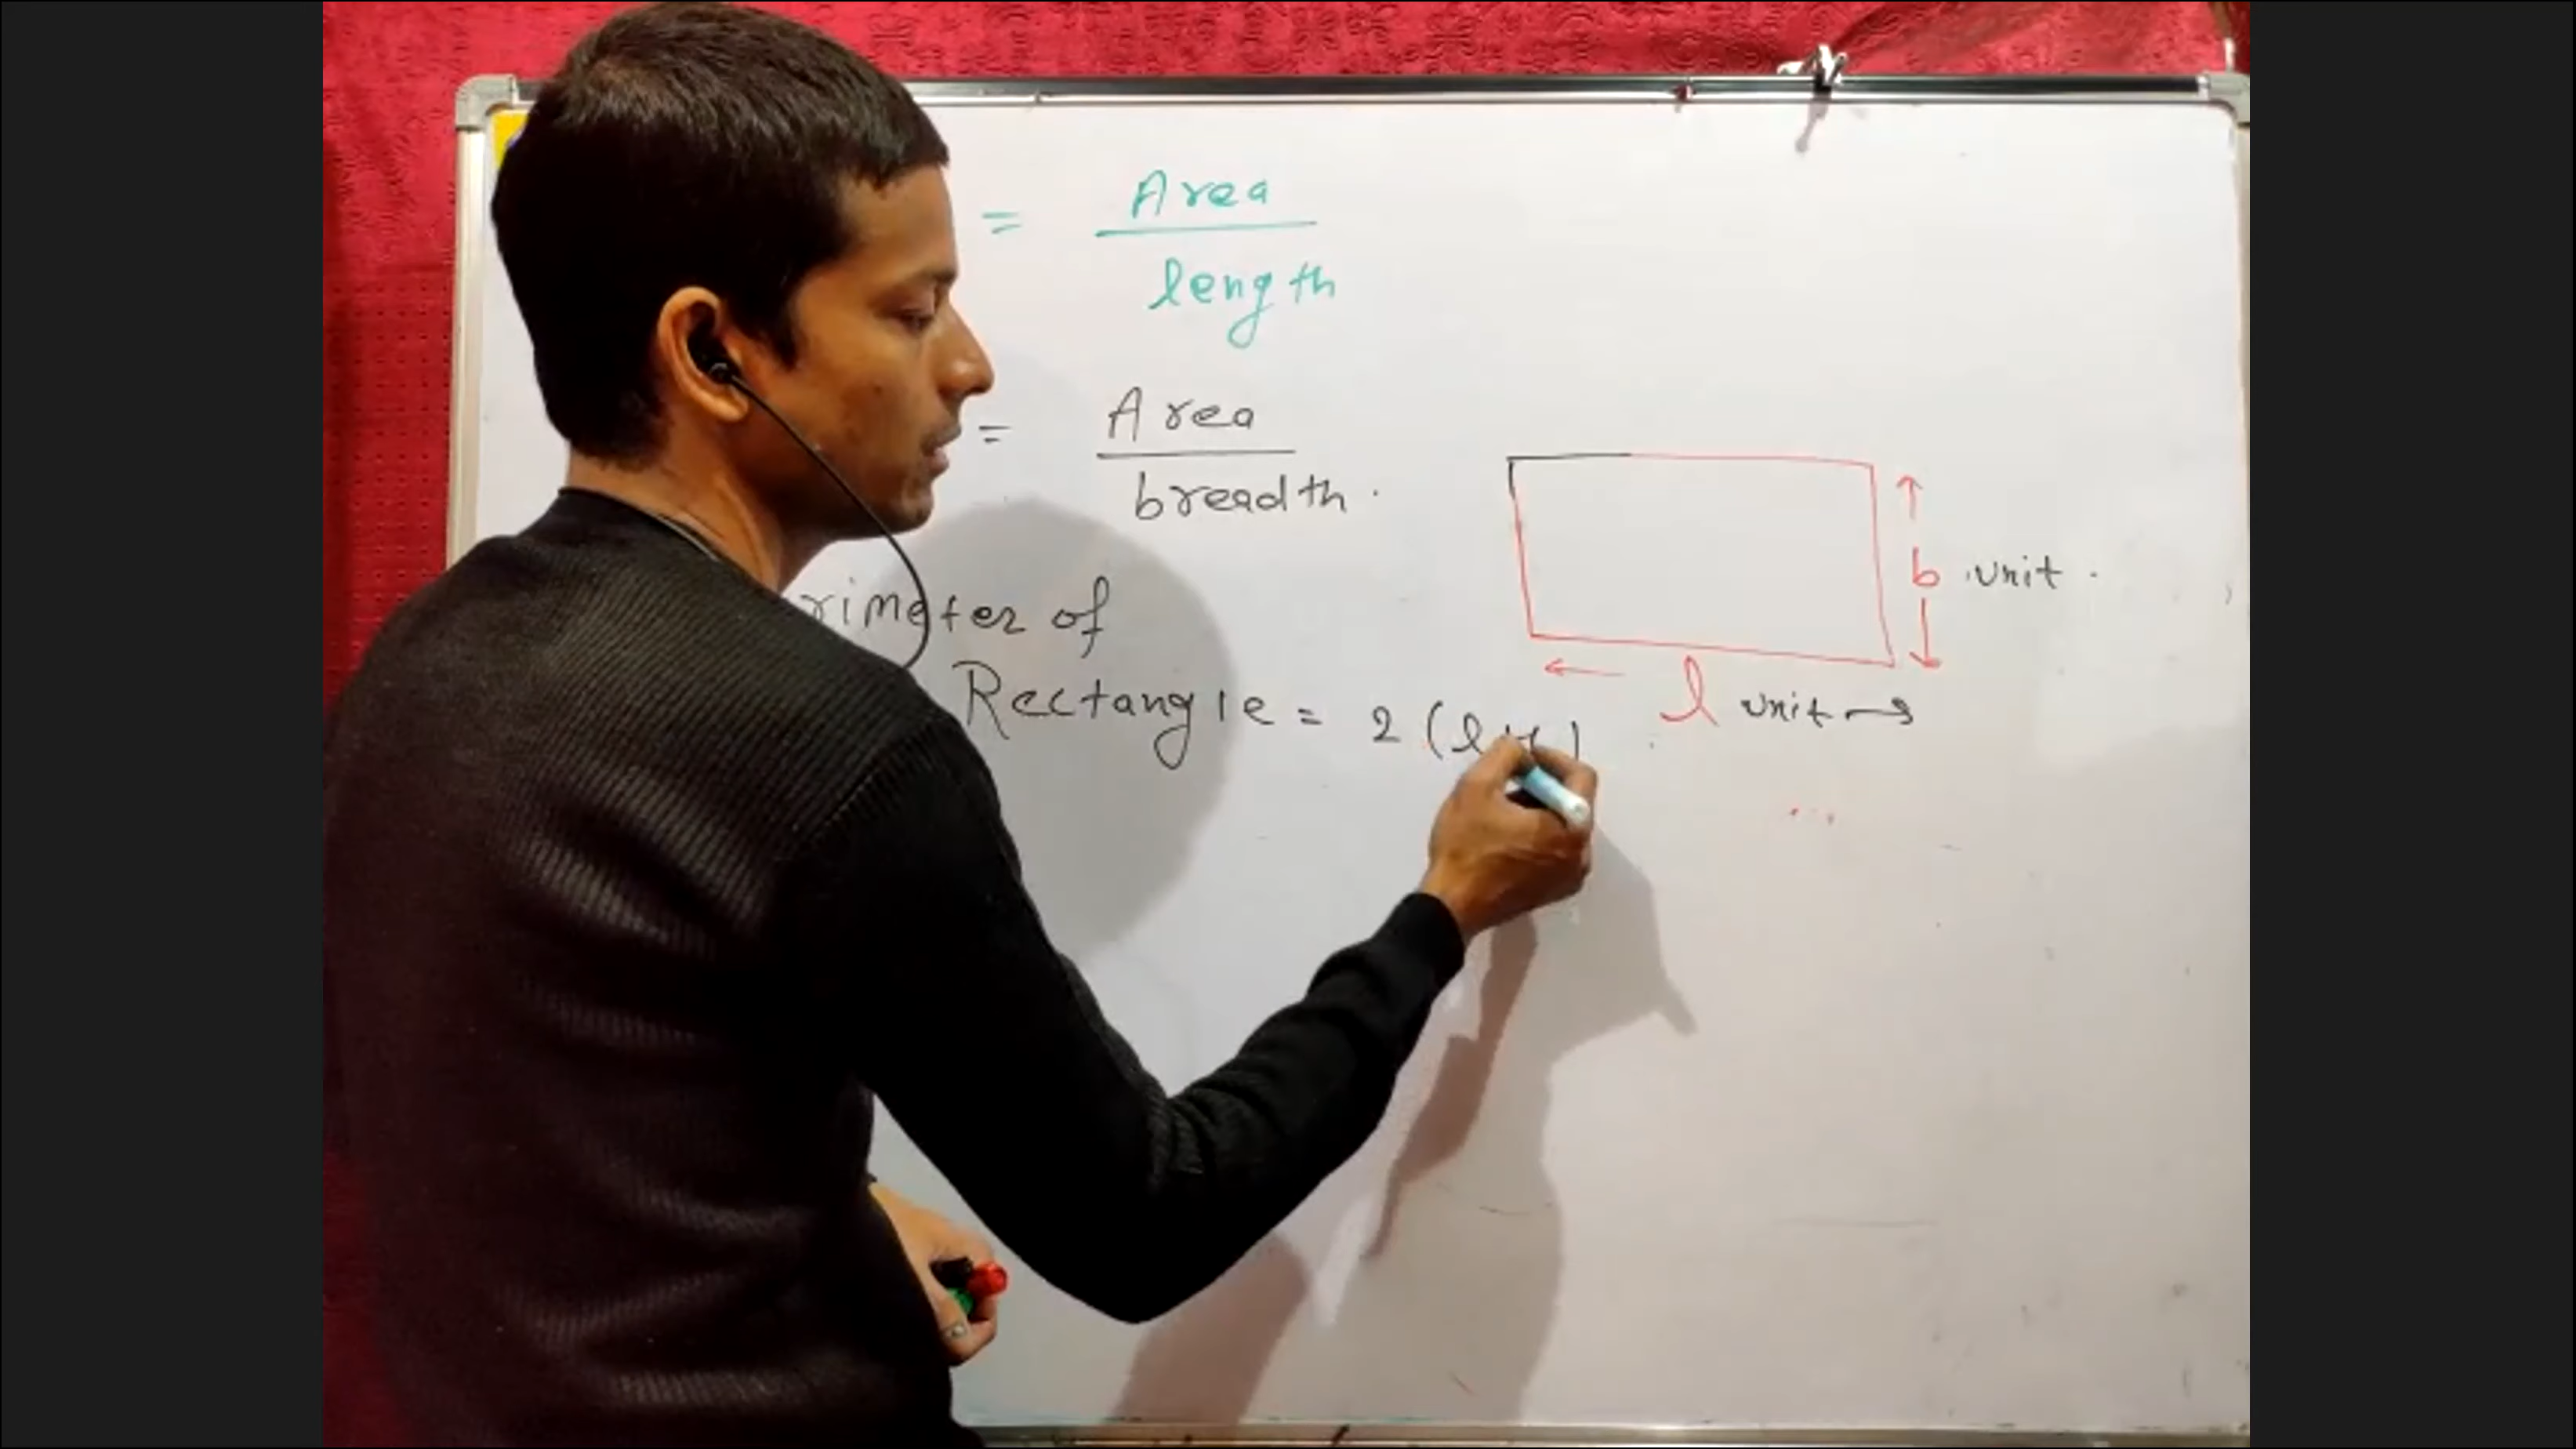 = Area
length
= Area
breadth.
b unit.
rimeter of
l unit
Rectangle = 2 (l